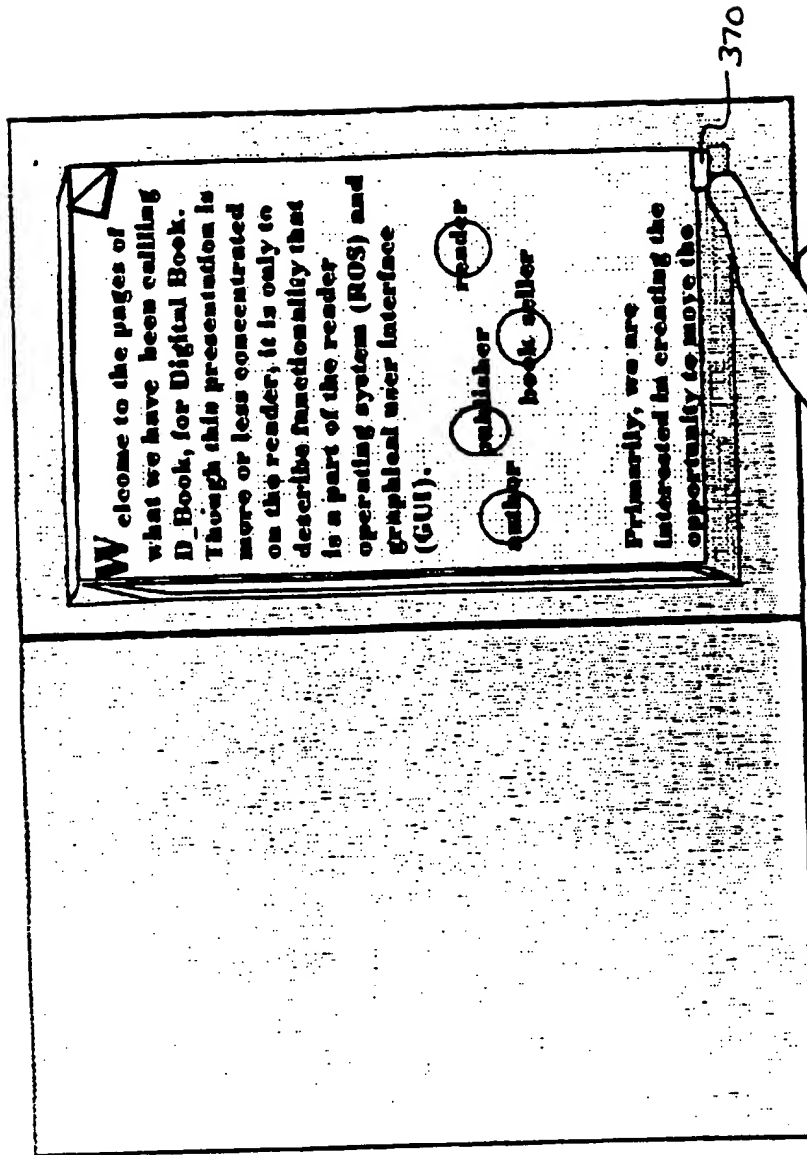 Welcome to the pages of
what we have been callling
D_Book, for Digital Book.
Though this presentation is
more or less concentrated
on the reader, it is only to
describe functionality that
is a part of the reader
operating system (ROS) and
graphical user interface
(GUI).
author
publisher
book seller
reader
Primarily, we are
interested in creating the
opportunity to move the
370